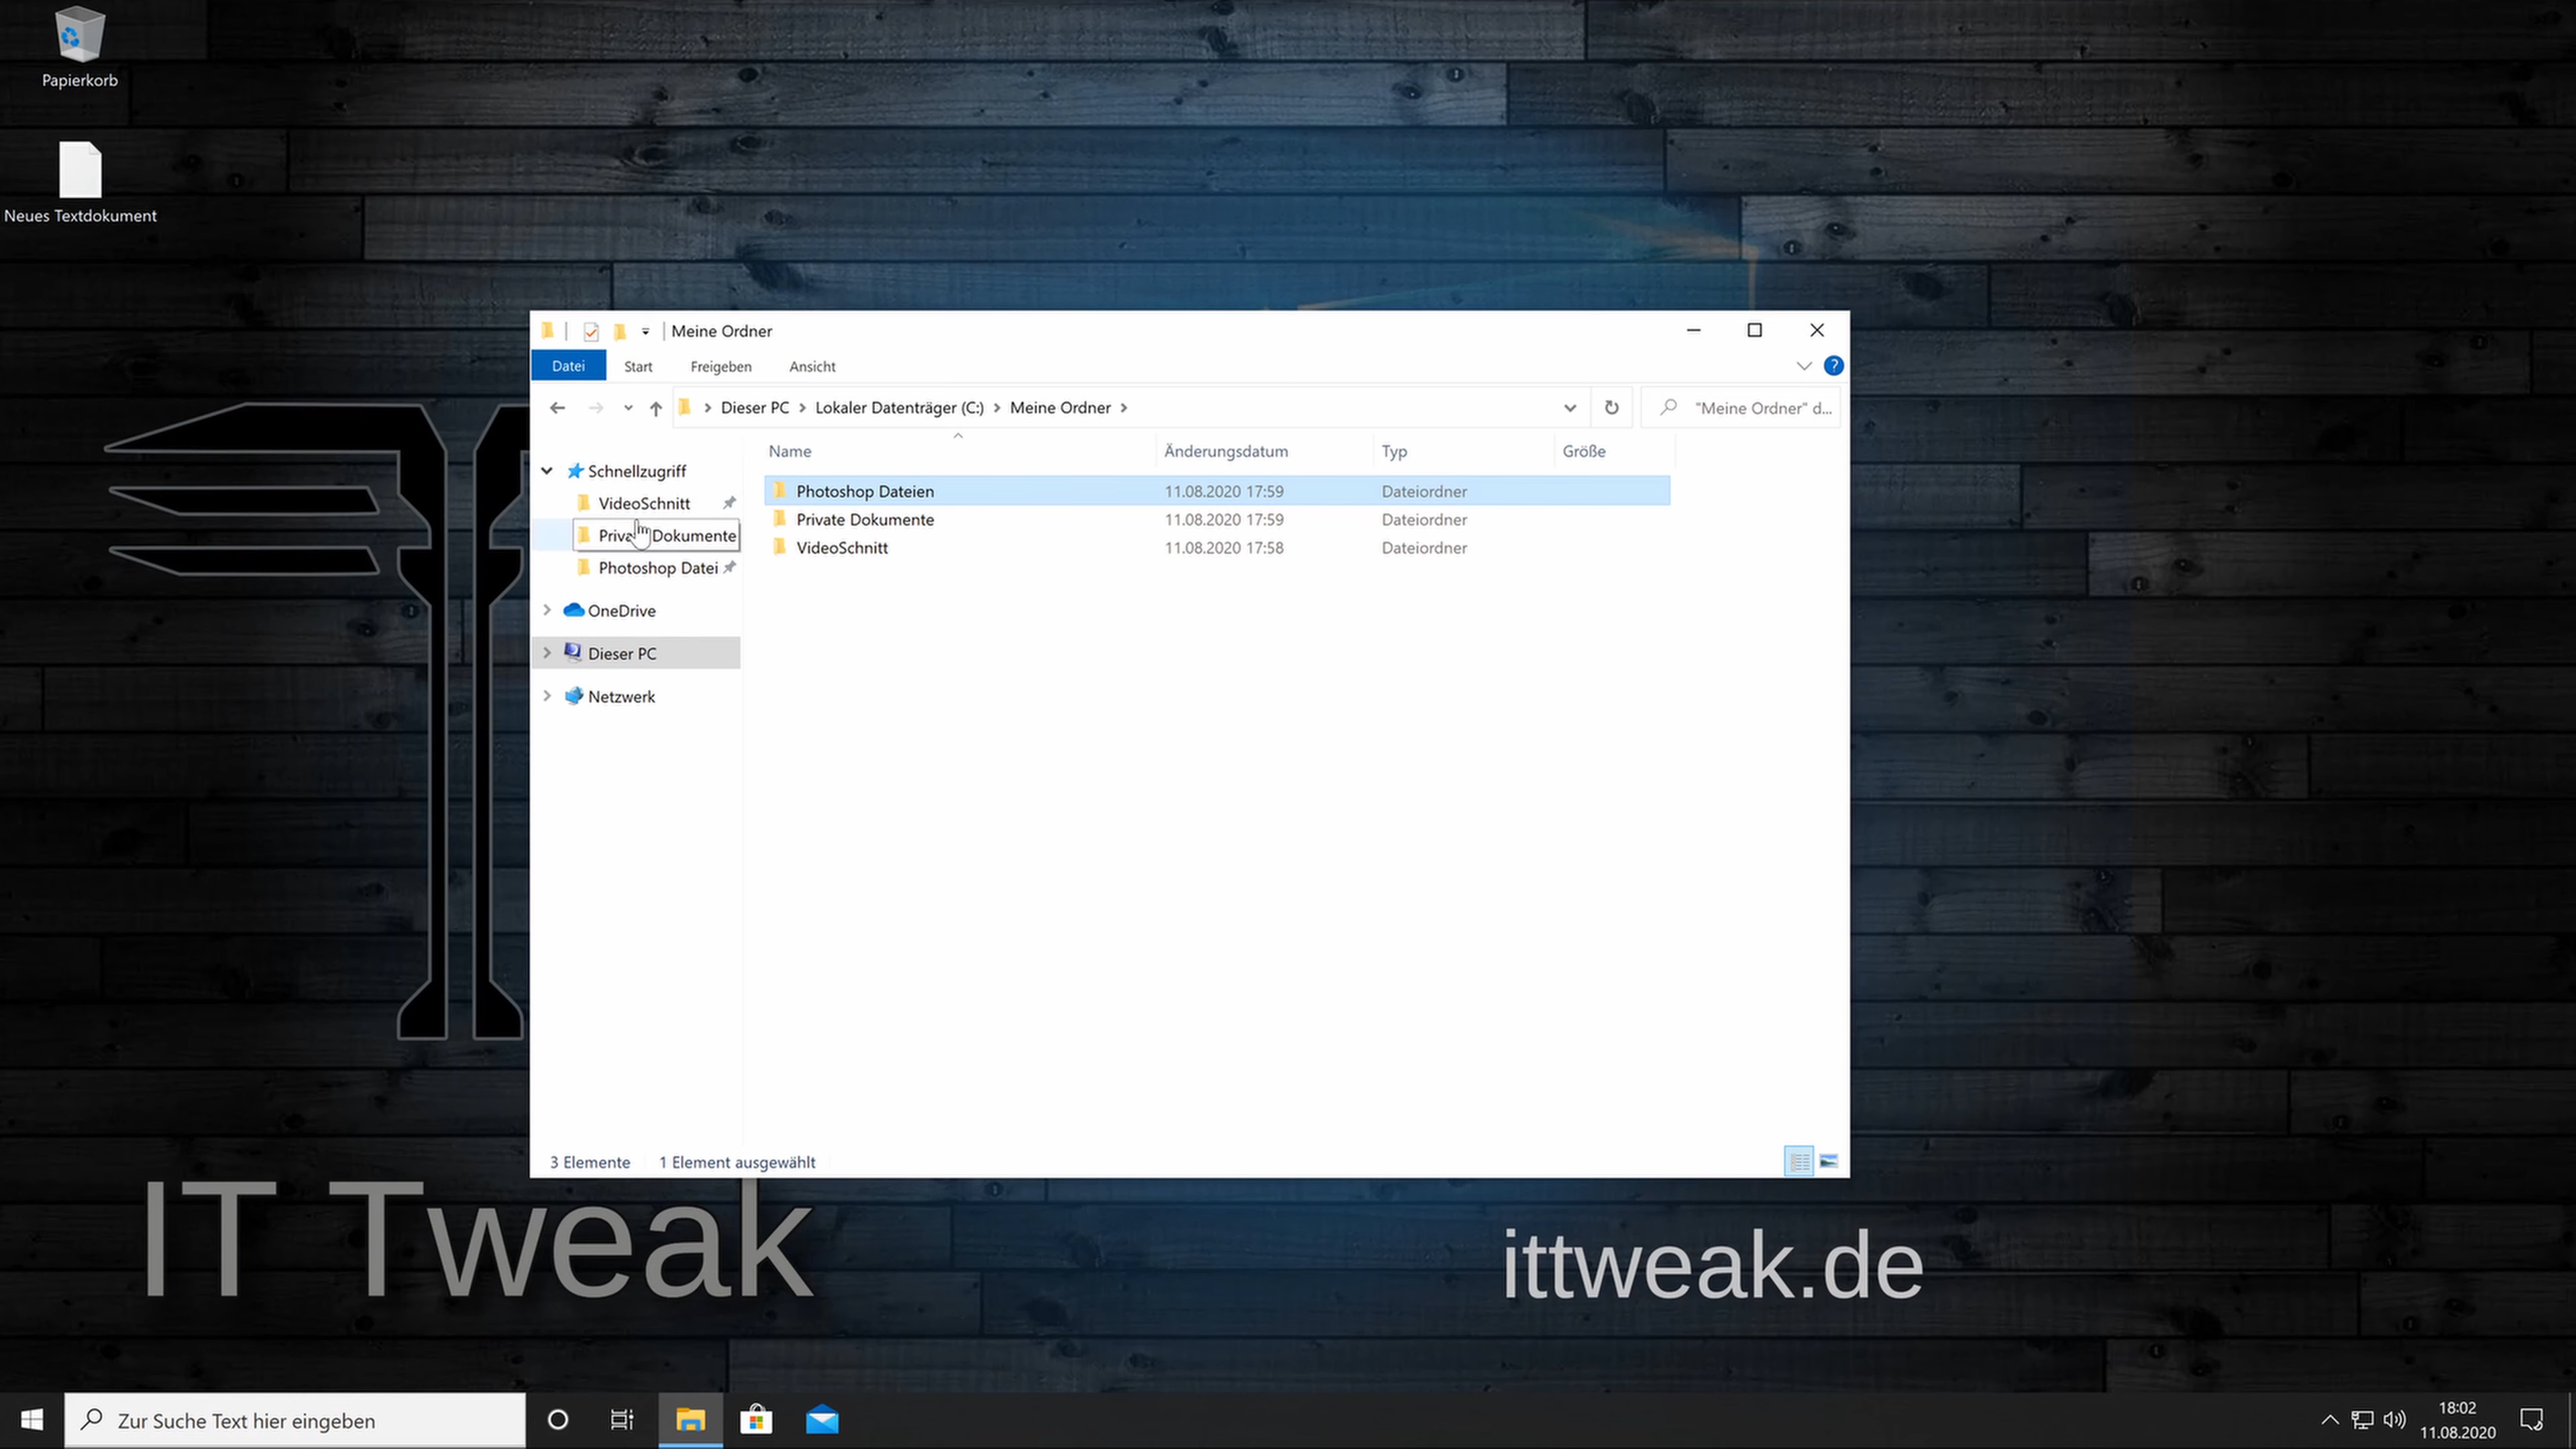 Papierkorb
Neues Textdokument
Meine Ordner
Datei Start Freigeben Ansicht
Dieser PC Lokaler Datenträger (C:) Meine Ordner
"Meine Ordner" d...
Name Änderungsdatum Typ Größe
Schnellzugriff
VideoSchnitt
Private Dokumente
Photoshop Datei
OneDrive
Dieser PC
Netzwerk
Photoshop Dateien 11.08.2020 17:59 Dateiordner
Private Dokumente 11.08.2020 17:59 Dateiordner
VideoSchnitt 11.08.2020 17:58 Dateiordner
3 Elemente 1 Element ausgewählt
IT Tweak
ittweak.de
Zur Suche Text hier eingeben
18:02
11.08.2020